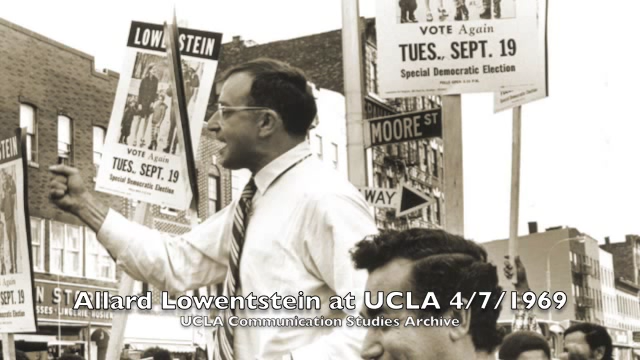 LOWENSTEIN
VOTE Again
TUES., SEPT. 19
Special Democratic Election
VOTE Again
TUES., SEPT. 19
Special Democratic Election
MOORE ST
WAY
SEPT. 19
Allard Lowentstein at UCLA 4/7/1969
UCLA Communication Studies Archive